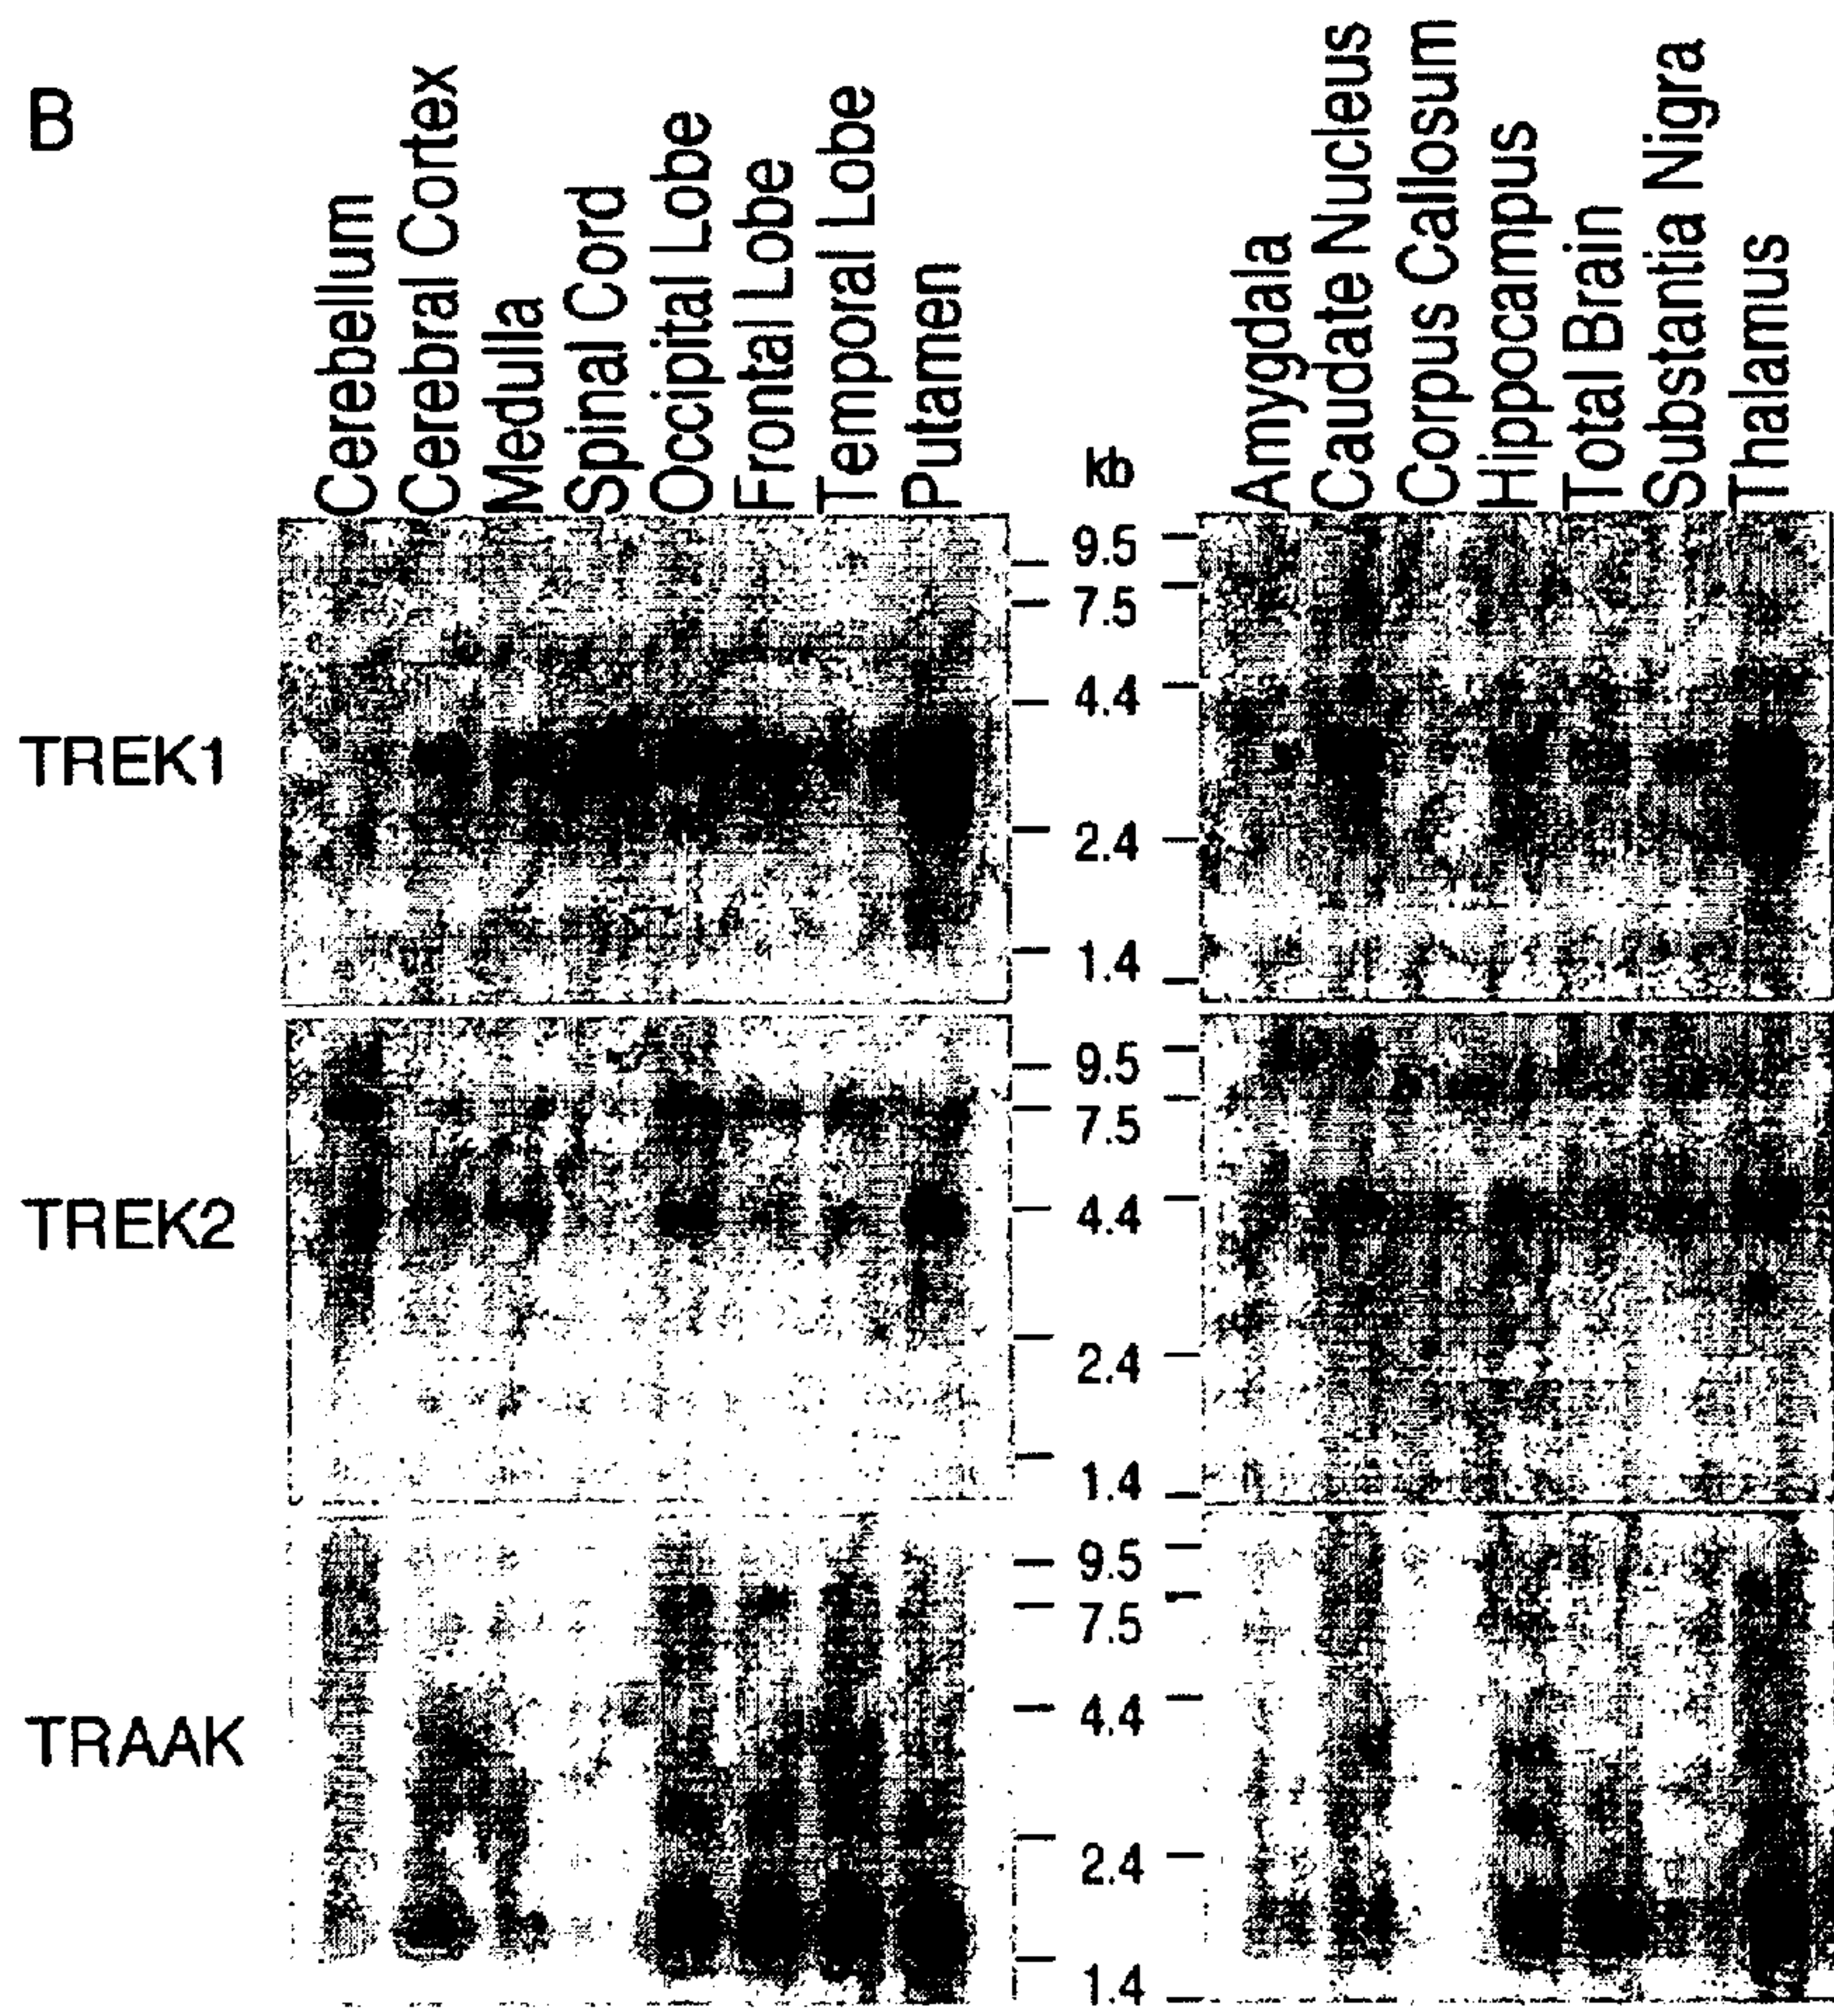 B
Cerebellum
Cerebral Cortex
Medulla
Spinal Cord
Occipital Lobe
Frontal Lobe
Temporal Lobe
Putamen
kb
Amygdala
Caudate Nucleus
Corpus Callosum
Hippocampus
Total Brain
Substantia Nigra
Thalamus
TREK1
9.5
7.5
4.4
2.4
1.4
TREK2
9.5
7.5
4.4
2.4
1.4
TRAAK
9.5
7.5
4.4
2.4
1.4